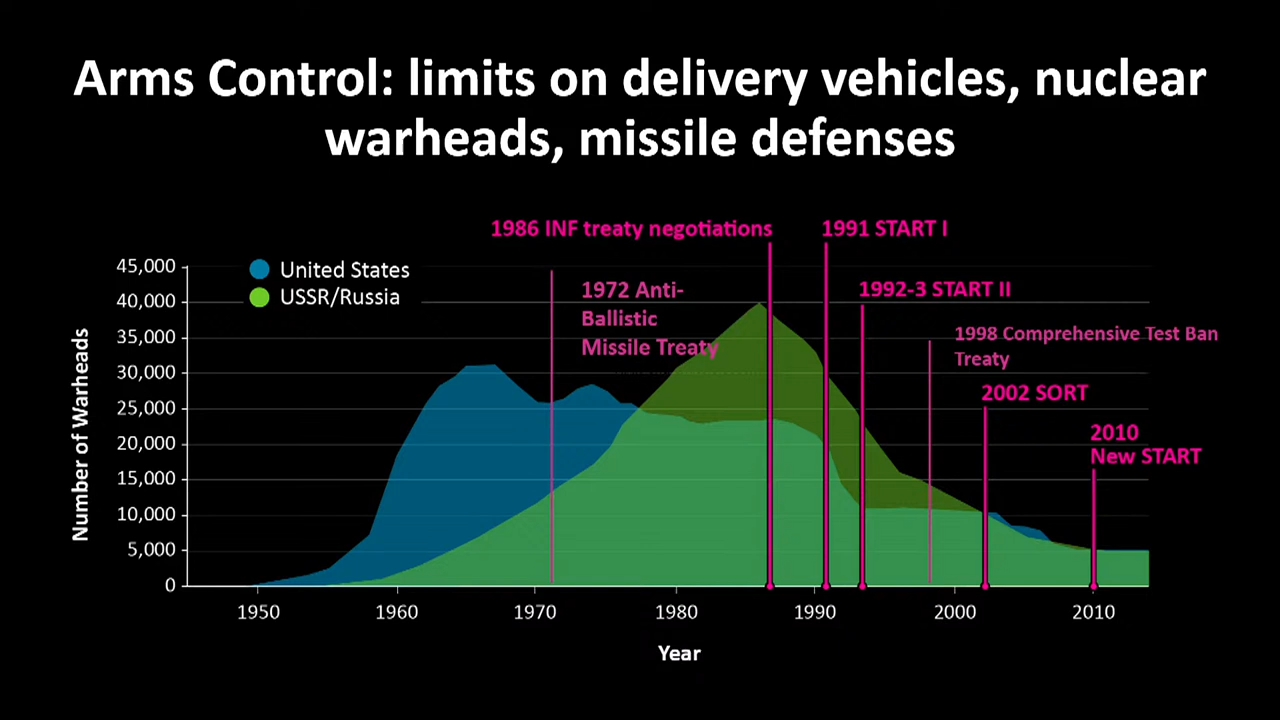 Arms Control: limits on delivery vehicles, nuclear
warheads, missile defenses
1986 INF treaty negotiations
1991 START I
United States
USSR/Russia
1972 Anti-
Ballistic
Missile Treaty
1992-3 START II
1998 Comprehensive Test Ban
Treaty
2002 SORT
2010
New START
Number of Warheads
45,000
40,000
35,000
30,000
25,000
20,000
15,000
10,000
5,000
0
1950
1960
1970
1980
1990
2000
2010
Year